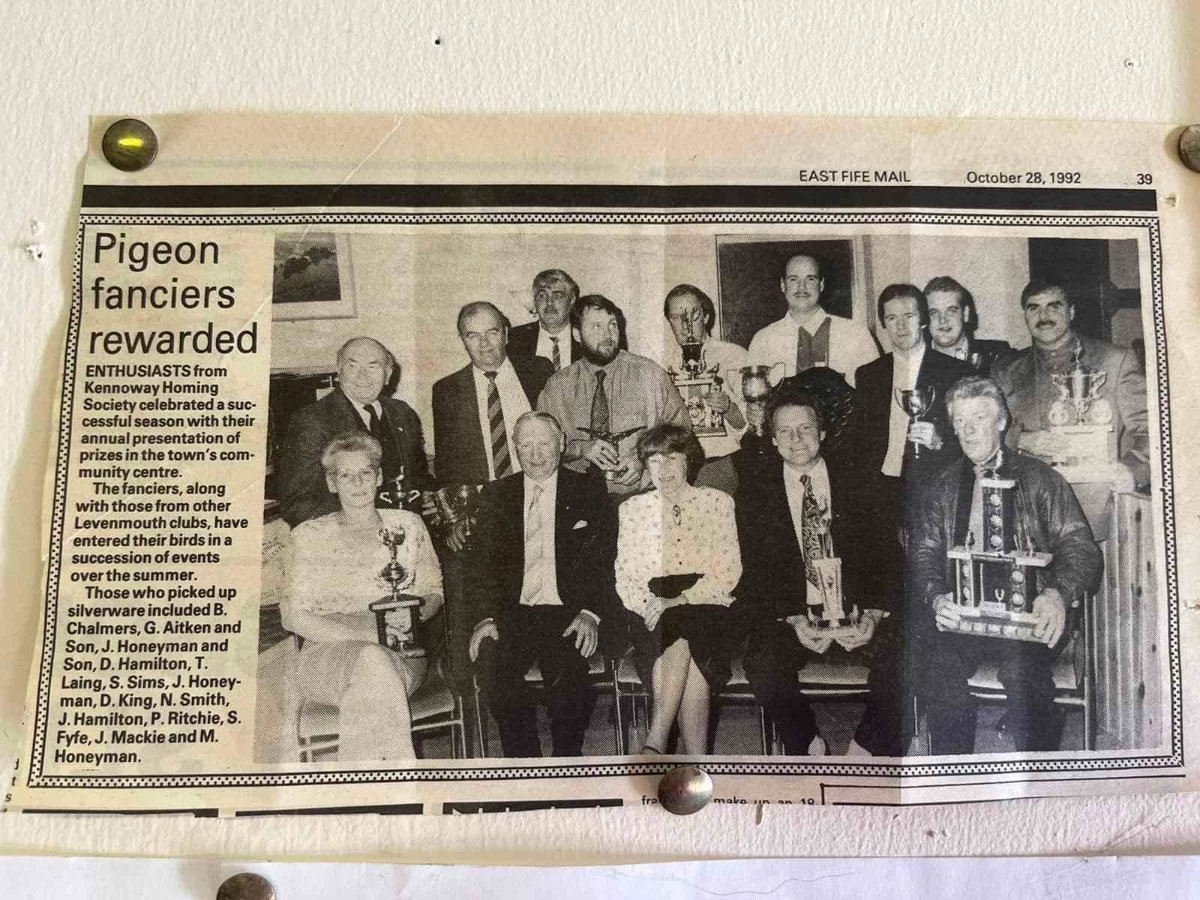 EAST FIFE MAIL October 28, 1992 39
Pigeon
fanciers
rewarded
ENTHUSIASTS from
Kennoway Homing
Society celebrated a suc-
cessful season with their
annual presentation of
prizes in the town's com-
munity centre.
The fanciers, along
with those from other
Levenmouth clubs, have
entered their birds in a
succession of events
over the summer.
Those who picked up
silverware included B.
Chalmers, G. Aitken and
Son, J. Honeyman and
Son, D. Hamilton, T.
Laing, S. Sims, J. Honey-
man, D. King, N. Smith,
J. Hamilton, P. Ritchie, S.
Fyfe, J. Mackie and M.
Honeyman.
make up an 18